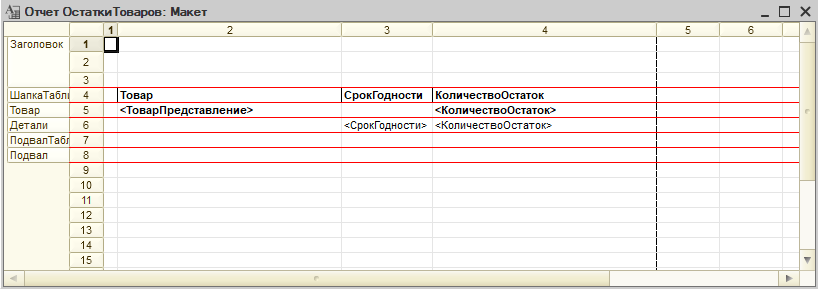 Отчет ОстаткиТоваров: Макет
1 2 3 4 5 6
Заголовок 1
2
3
ШапкаТабли 4 Товар СрокГодности КоличествоОстаток
Товар 5 <ТоварПредставление> <КоличествоОстаток>
Детали 6 <СрокГодности> <КоличествоОстаток>
ПодвалТабл 7
Подвал 8
9
10
11
12
13
14
15